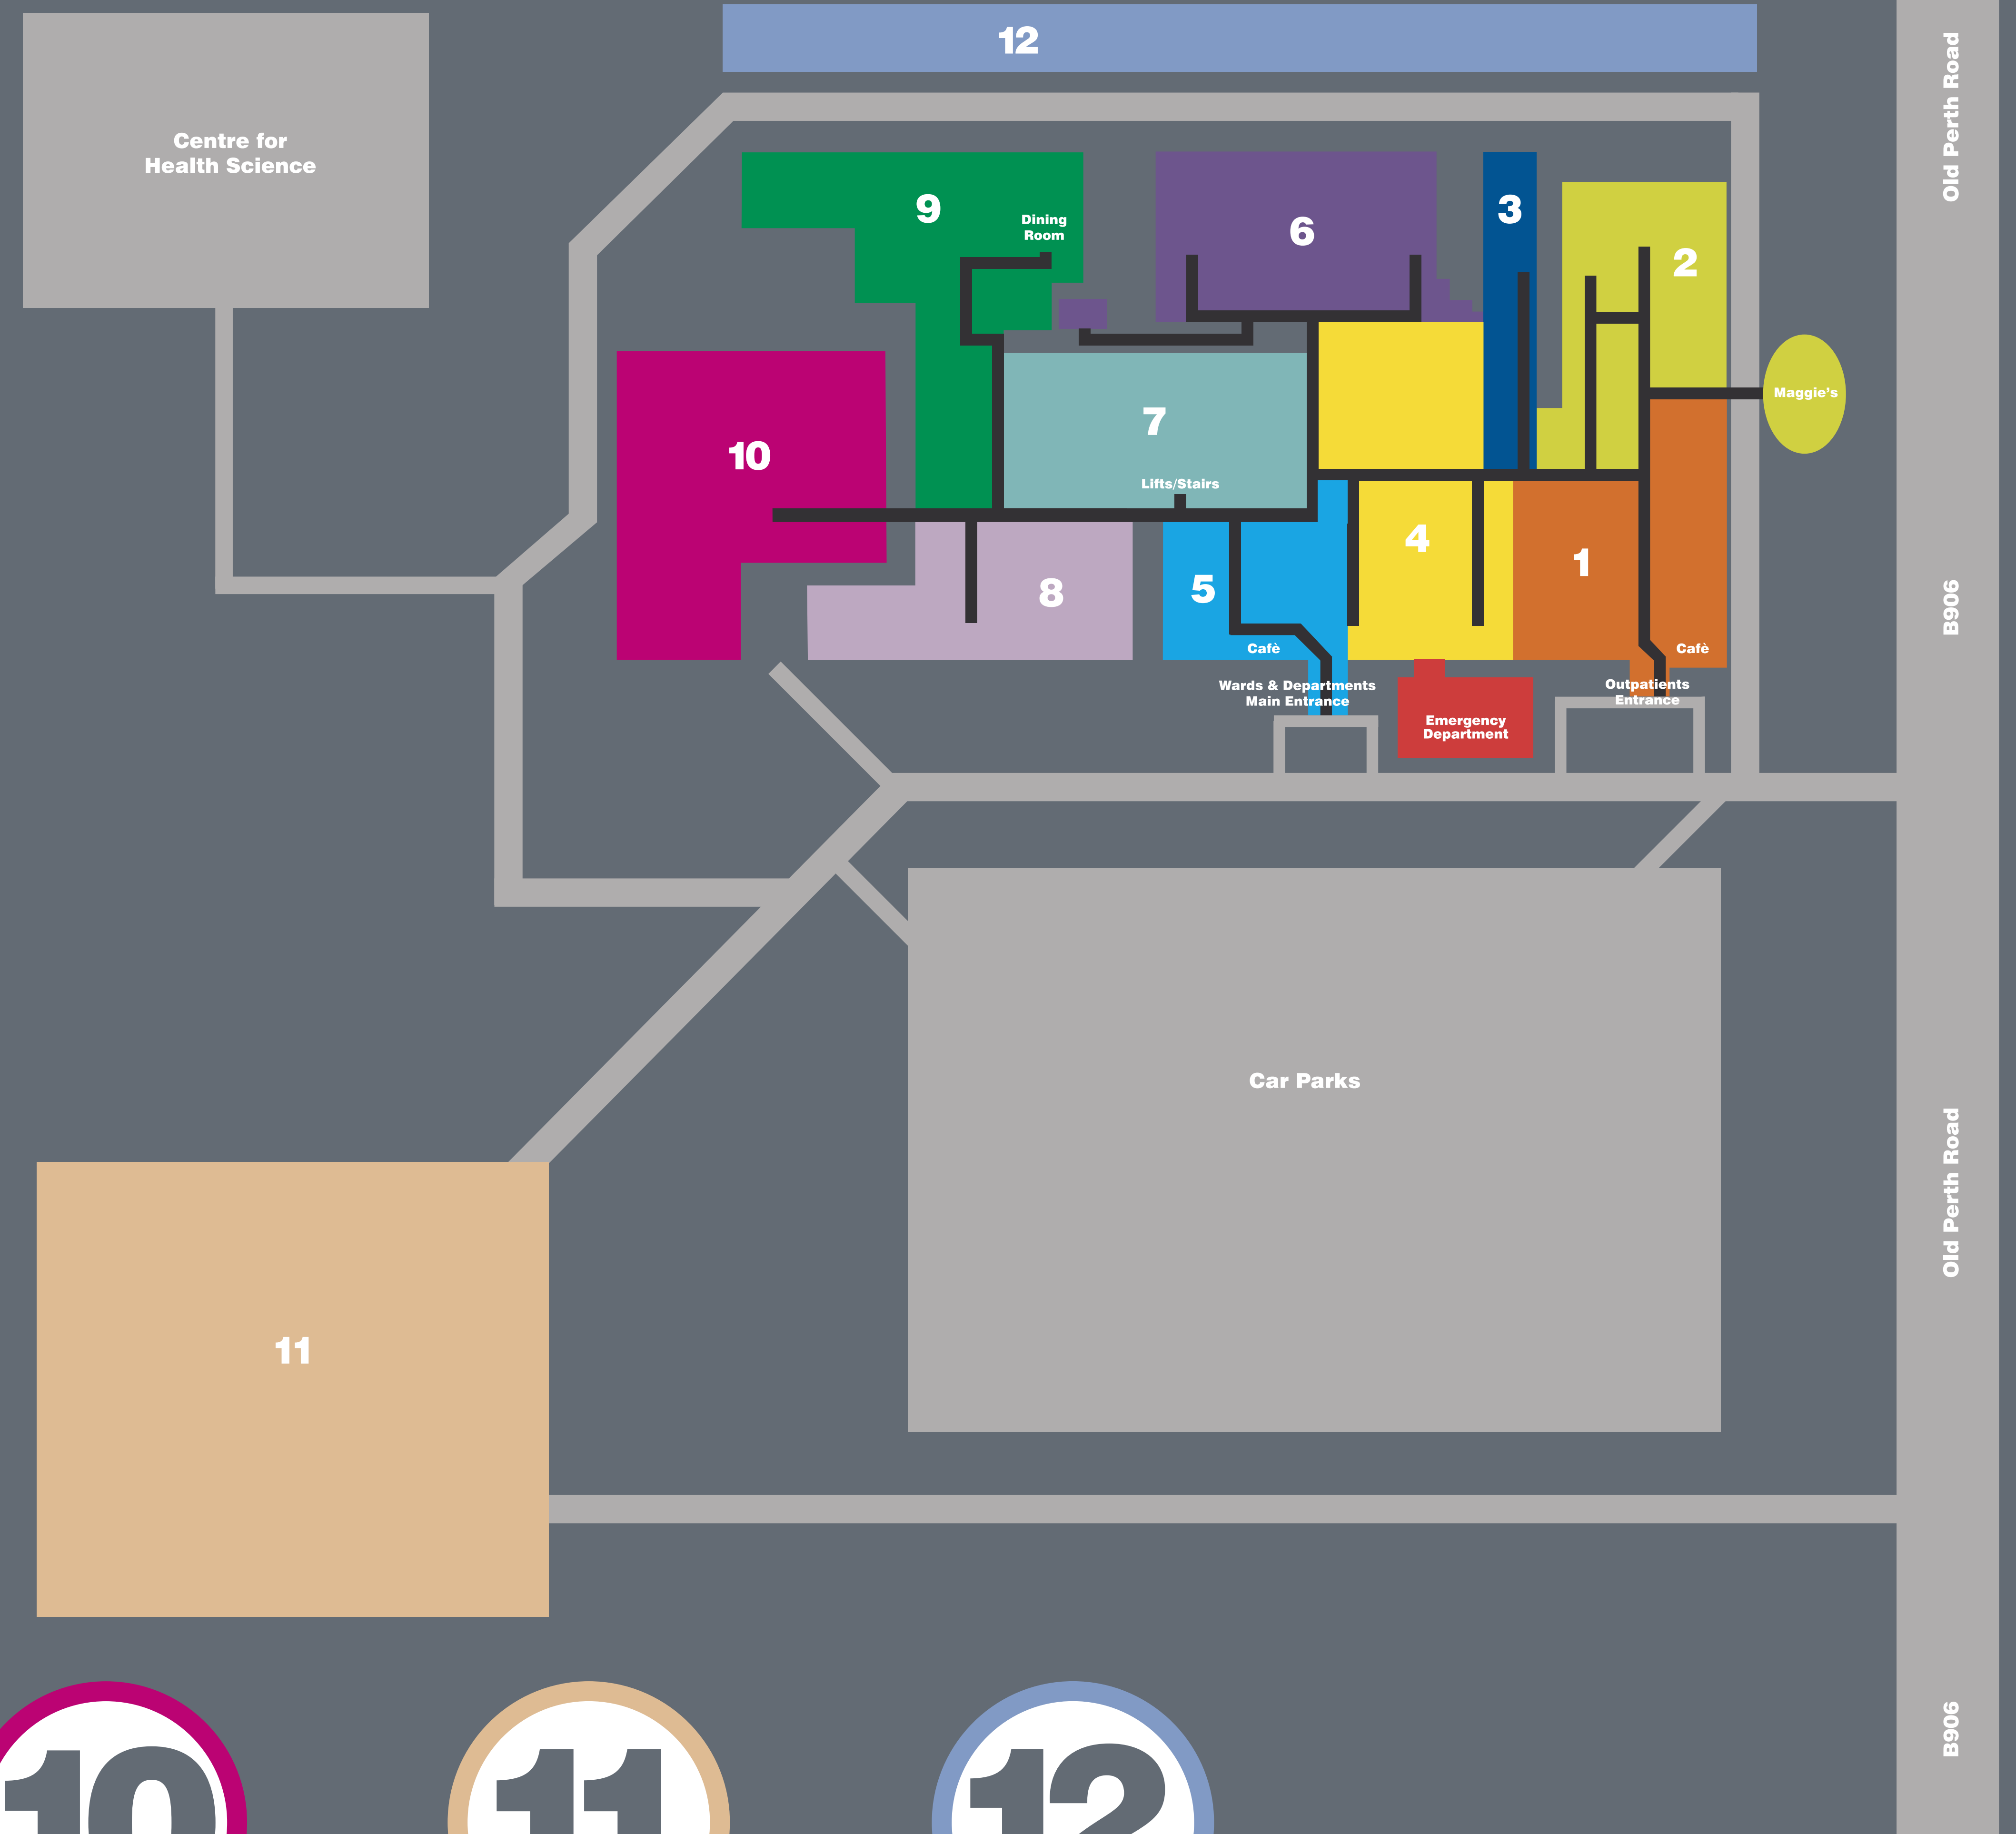 12
Old Perth Road
Centre for
Health Science
9
Dining
Room
6
3
2
Maggie's
10
7
Lifts/Stairs
4
1
5
8
B906
Cafè
Cafè
Wards & Departments
Main Entrance
Outpatients
Entrance
Emergency
Department
Car Parks
Old Perth Road
11
B906
10
11
12